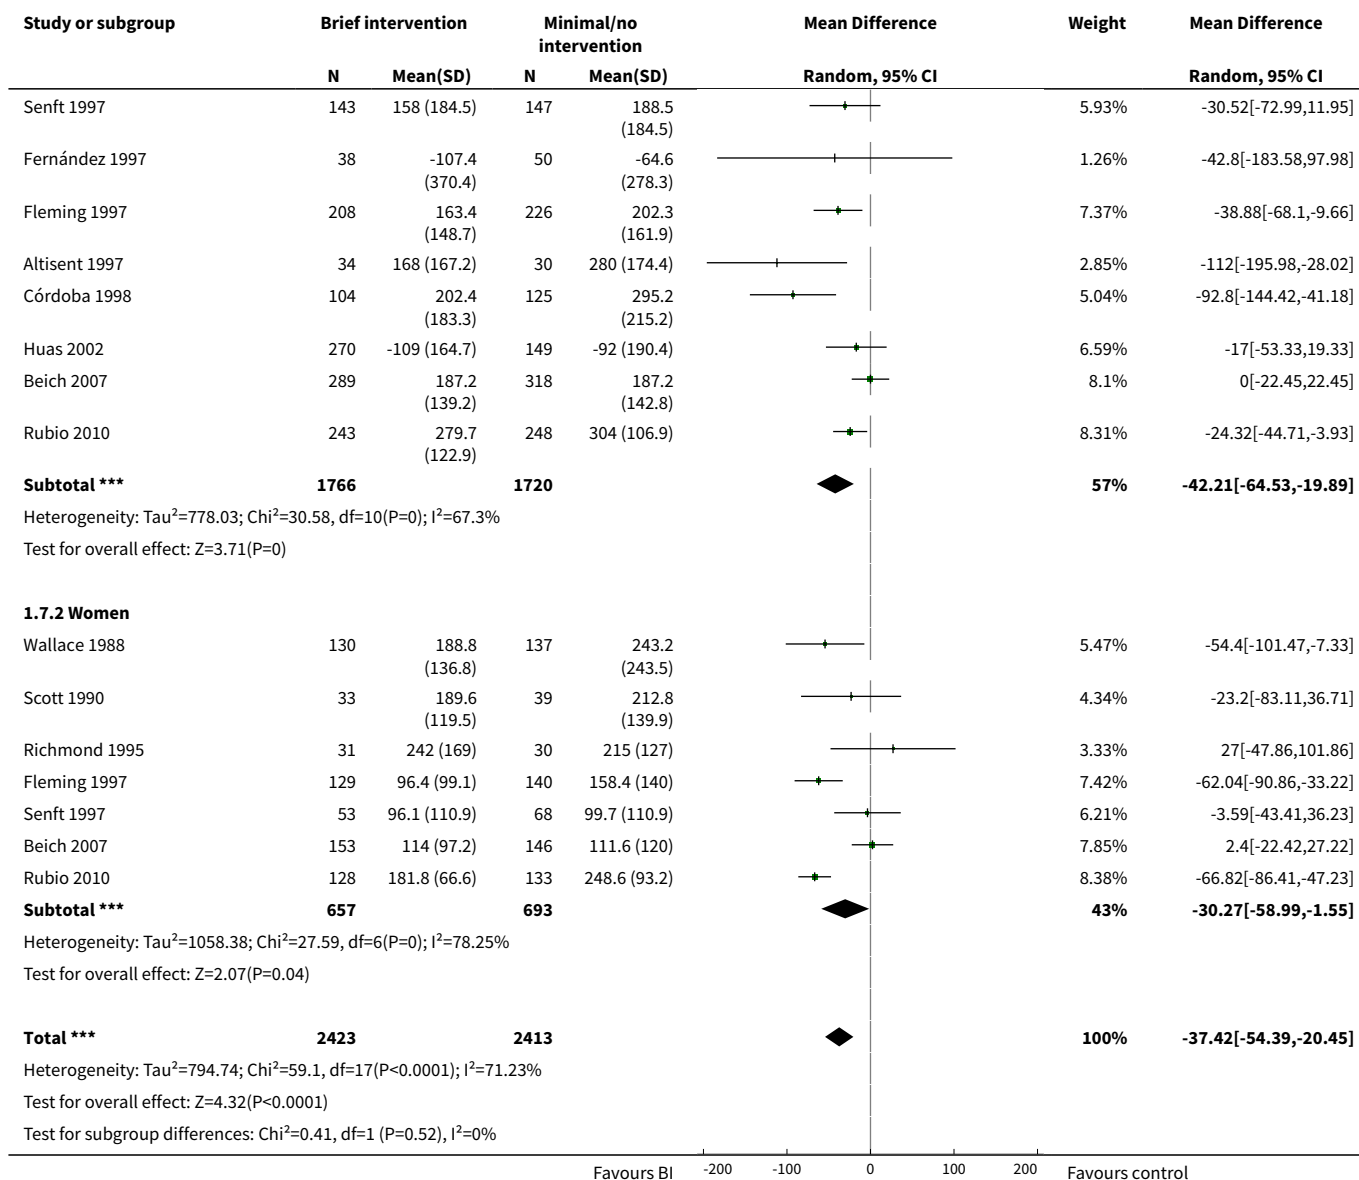 Study or subgroup Brief intervention Minimal/no intervention Mean Difference Weight Mean Difference
N Mean(SD) N Mean(SD) Random, 95% CI Random, 95% CI
Senft 1997 143 158 (184.5) 147 188.5 (184.5) 5.93% -30.52[-72.99,11.95]
Fernández 1997 38 -107.4 (370.4) 50 -64.6 (278.3) 1.26% -42.8[-183.58,97.98]
Fleming 1997 208 163.4 (148.7) 226 202.3 (161.9) 7.37% -38.88[-68.1,-9.66]
Altisent 1997 34 168 (167.2) 30 280 (174.4) 2.85% -112[-195.98,-28.02]
Córdoba 1998 104 202.4 (183.3) 125 295.2 (215.2) 5.04% -92.8[-144.42,-41.18]
Huas 2002 270 -109 (164.7) 149 -92 (190.4) 6.59% -17[-53.33,19.33]
Beich 2007 289 187.2 (139.2) 318 187.2 (142.8) 8.1% 0[-22.45,22.45]
Rubio 2010 243 279.7 (122.9) 248 304 (106.9) 8.31% -24.32[-44.71,-3.93]
Subtotal *** 1766 1720 57% -42.21[-64.53,-19.89]
Heterogeneity: Tau²=778.03; Chi²=30.58, df=10(P=0); I²=67.3%
Test for overall effect: Z=3.71(P=0)
1.7.2 Women
Wallace 1988 130 188.8 (136.8) 137 243.2 (243.5) 5.47% -54.4[-101.47,-7.33]
Scott 1990 33 189.6 (119.5) 39 212.8 (139.9) 4.34% -23.2[-83.11,36.71]
Richmond 1995 31 242 (169) 30 215 (127) 3.33% 27[-47.86,101.86]
Fleming 1997 129 96.4 (99.1) 140 158.4 (140) 7.42% -62.04[-90.86,-33.22]
Senft 1997 53 96.1 (110.9) 68 99.7 (110.9) 6.21% -3.59[-43.41,36.23]
Beich 2007 153 114 (97.2) 146 111.6 (120) 7.85% 2.4[-22.42,27.22]
Rubio 2010 128 181.8 (66.6) 133 248.6 (93.2) 8.38% -66.82[-86.41,-47.23]
Subtotal *** 657 693 43% -30.27[-58.99,-1.55]
Heterogeneity: Tau²=1058.38; Chi²=27.59, df=6(P=0); I²=78.25%
Test for overall effect: Z=2.07(P=0.04)
Total *** 2423 2413 100% -37.42[-54.39,-20.45]
Heterogeneity: Tau²=794.74; Chi²=59.1, df=17(P<0.0001); I²=71.23%
Test for overall effect: Z=4.32(P<0.0001)
Test for subgroup differences: Chi²=0.41, df=1 (P=0.52), I²=0%
Favours BI -200 -100 0 100 200 Favours control